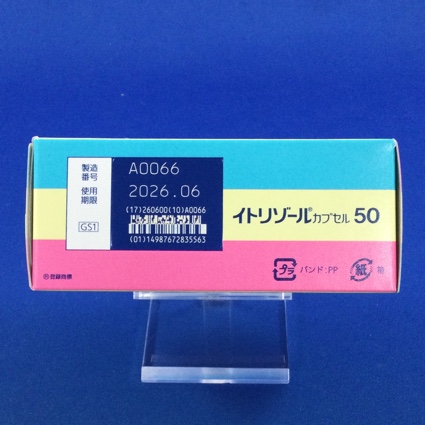 製造番号 A0066
使用期限 2026.06
(17)260600(10)A0066
GS1
(01)14987672835563
イトリゾール®カプセル 50
プラ バンド:PP
紙 箱
登録商標